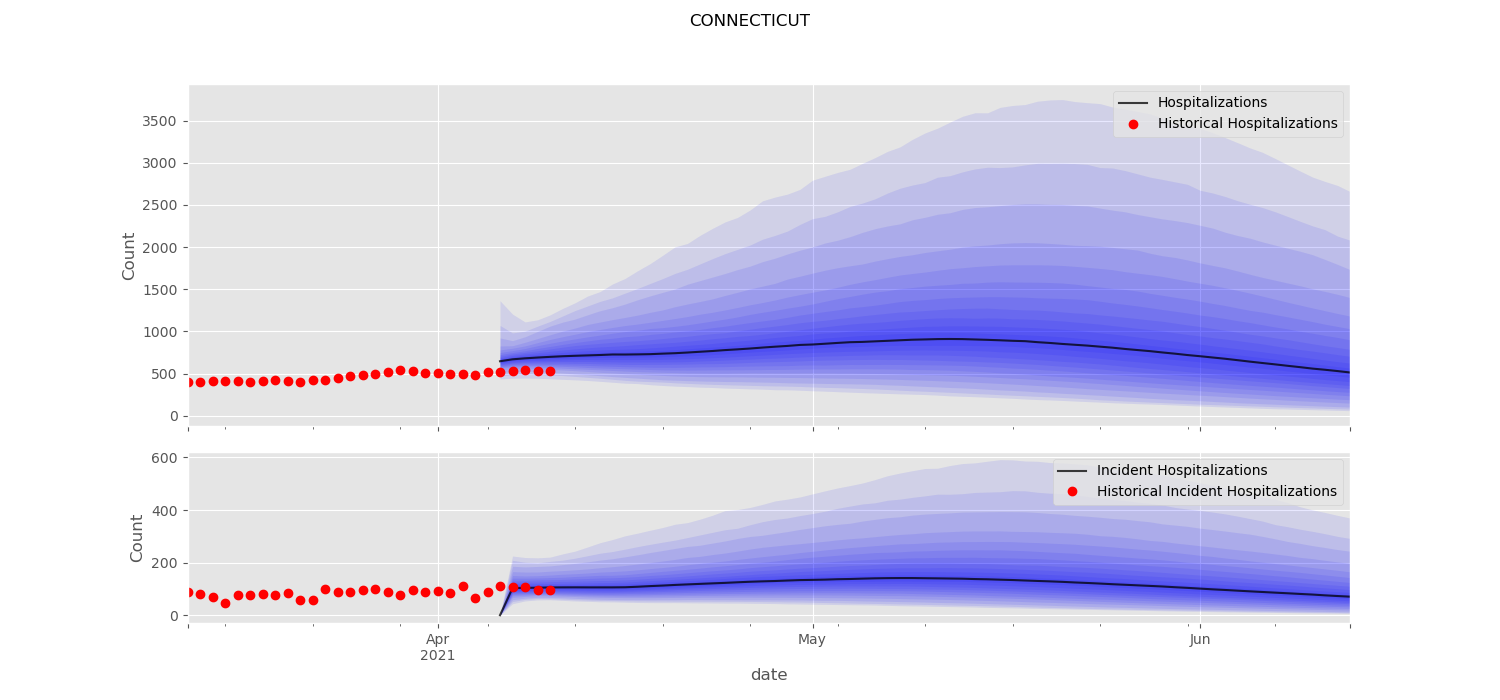 CONNECTICUT
Hospitalizations
Historical Hospitalizations
3500
3000
2500
2000
1500
1000
500
0
Count
Incident Hospitalizations
Historical Incident Hospitalizations
600
400
200
0
Count
Apr
2021
May
Jun
date